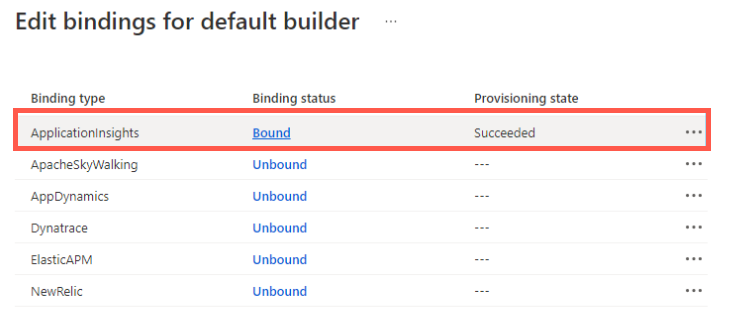 Edit bindings for default builder ...
Binding type Binding status Provisioning state
ApplicationInsights Bound Succeeded ...
ApacheSkyWalking Unbound --- ...
AppDynamics Unbound --- ...
Dynatrace Unbound --- ...
ElasticAPM Unbound --- ...
NewRelic Unbound --- ...